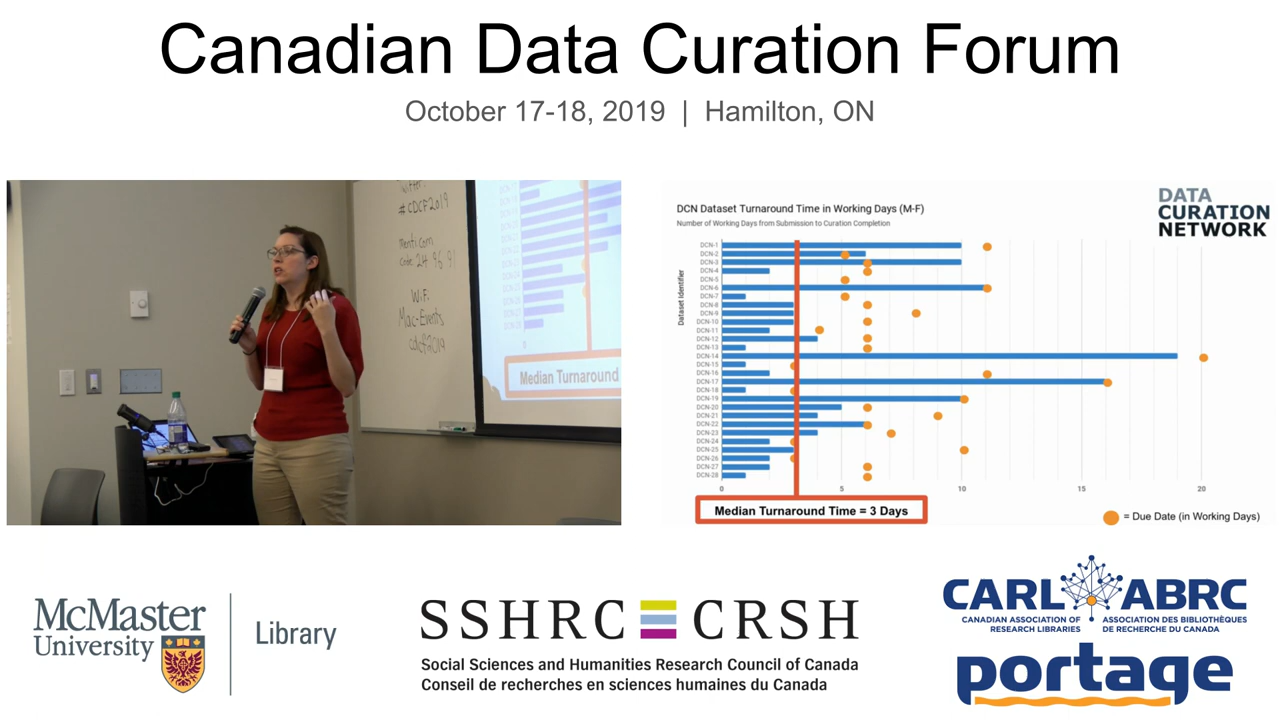 Canadian Data Curation Forum
October 17-18, 2019 | Hamilton, ON
#CDCF2019
menti.com
WiFi
Mac-Events
cdcf2019
Median Turnaround
DATA
CURATION
NETWORK
DCN Dataset Turnaround Time in Working Days (M-F)
Number of Working Days from Submission to Curation Completion
Dataset Identifier
DCN-1
DCN-2
DCN-3
DCN-4
DCN-5
DCN-6
DCN-7
DCN-8
DCN-9
DCN-10
DCN-11
DCN-12
DCN-13
DCN-14
DCN-15
DCN-16
DCN-17
DCN-18
DCN-19
DCN-20
DCN-21
DCN-22
DCN-23
DCN-24
DCN-25
DCN-26
DCN-27
DCN-28
0 5 10 15 20
Median Turnaround Time = 3 Days
= Due Date (in Working Days)
McMaster
University
Library
SSHRC CRSH
Social Sciences and Humanities Research Council of Canada
Conseil de recherches en sciences humaines du Canada
CARL ABRC
CANADIAN ASSOCIATION OF
RESEARCH LIBRARIES
ASSOCIATION DES BIBLIOTHÈQUES
DE RECHERCHE DU CANADA
portage